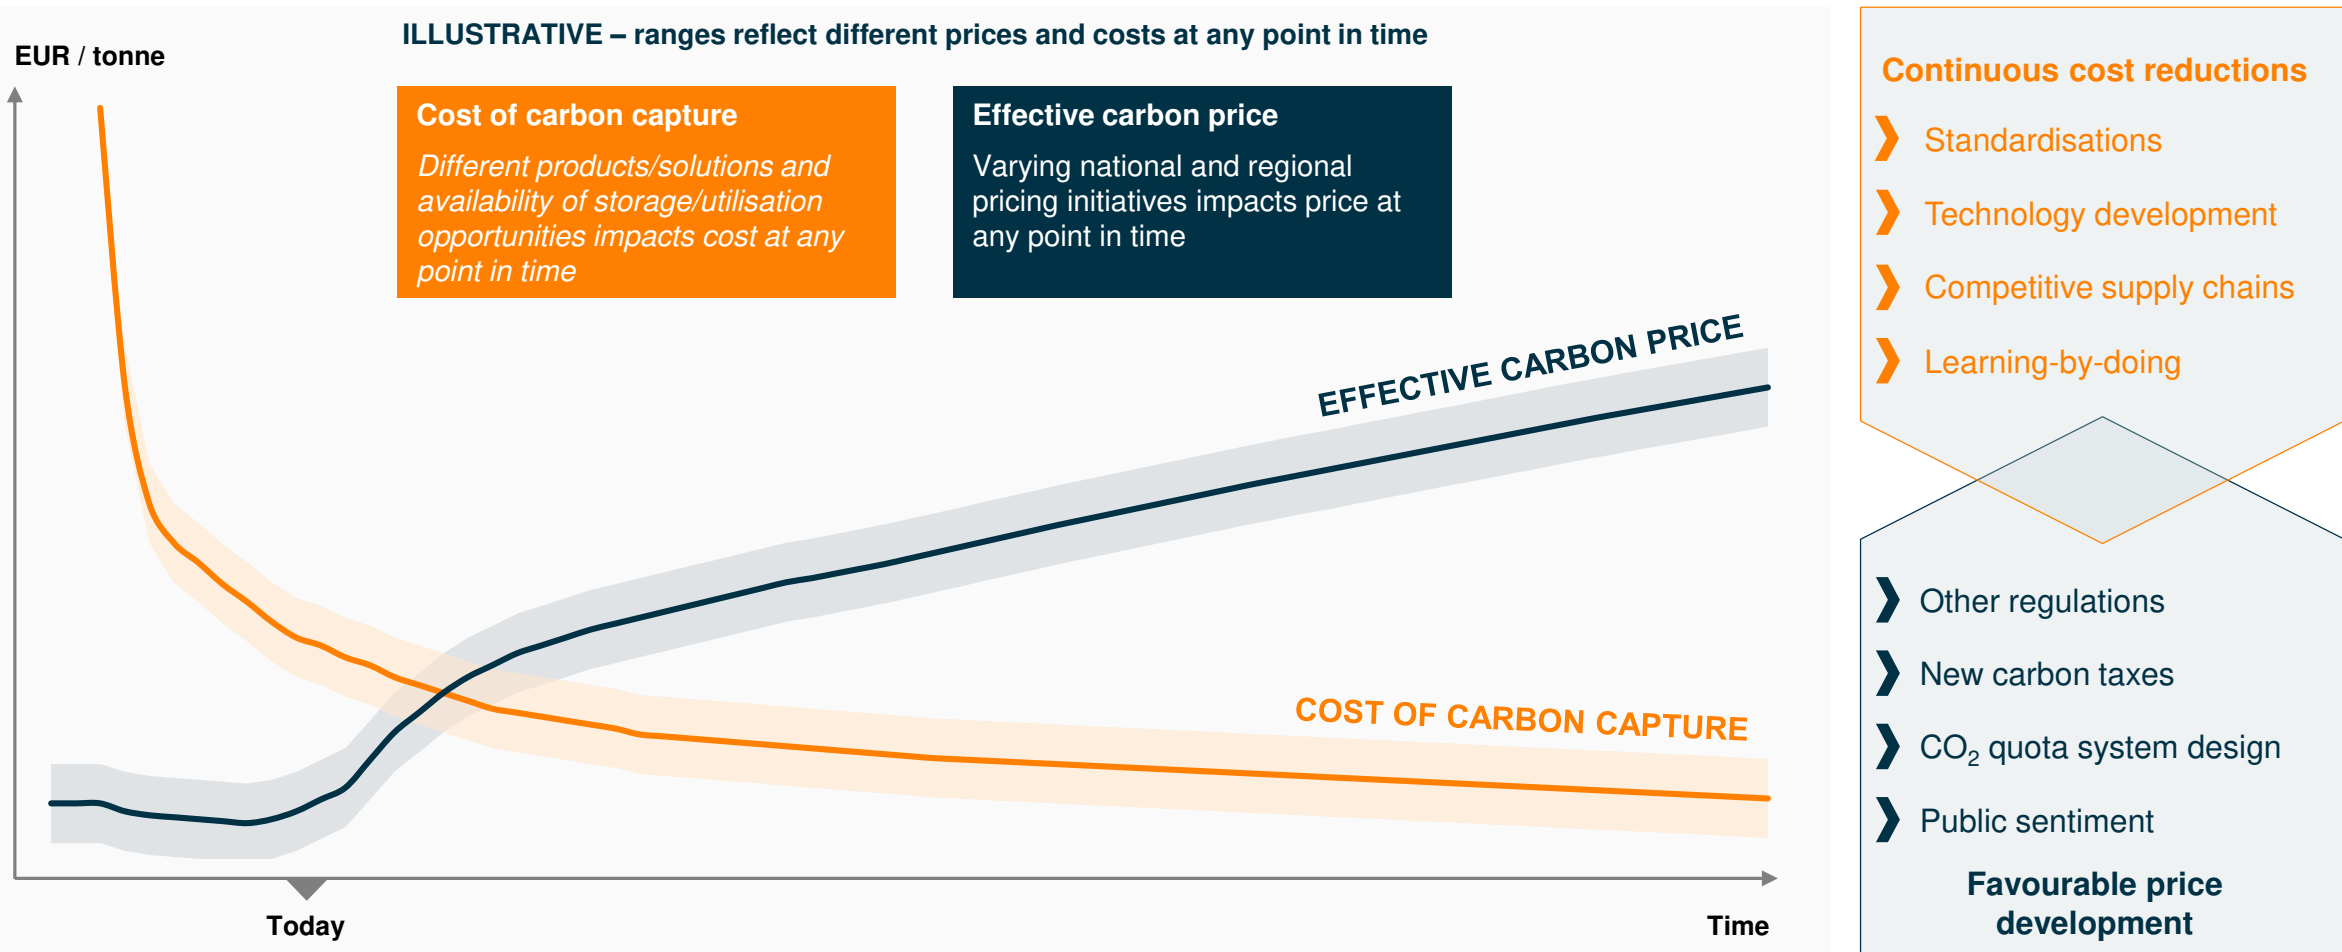 ILLUSTRATIVE – ranges reflect different prices and costs at any point in time
EUR / tonne
Cost of carbon capture
Different products/solutions and
availability of storage/utilisation
opportunities impacts cost at any
point in time
Effective carbon price
Varying national and regional
pricing initiatives impacts price at
any point in time
EFFECTIVE CARBON PRICE
COST OF CARBON CAPTURE
Today
Time
Continuous cost reductions
Standardisations
Technology development
Competitive supply chains
Learning-by-doing
Other regulations
New carbon taxes
CO₂ quota system design
Public sentiment
Favourable price
development